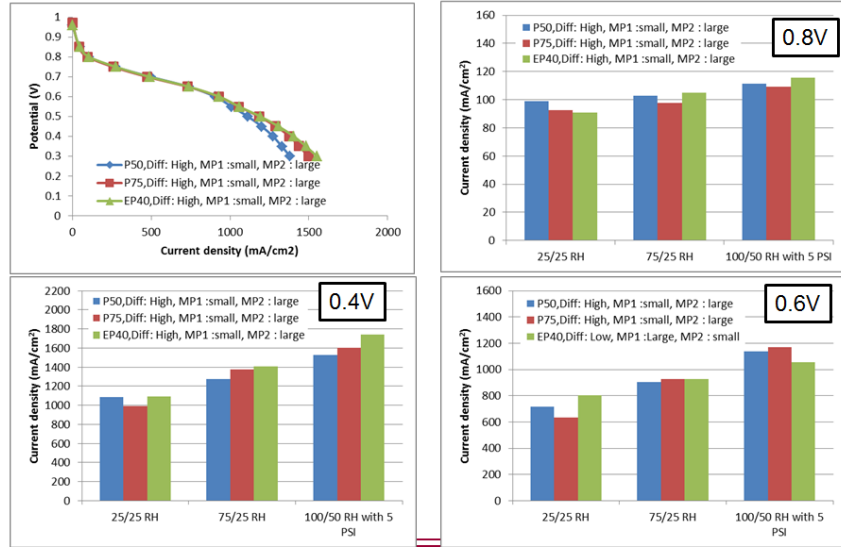 1
0.9
0.8
0.7
0.6
0.5
0.4
0.3
0.2
0.1
0
Potential (V)
P50,Diff: High, MP1 :small, MP2 : large
P75,Diff: High, MP1 :small, MP2 : large
EP40,Diff: High, MP1 :small, MP2 : large
0 500 1000 1500 2000
Current density (mA/cm2)
0.8V
160
140
120
100
80
60
40
20
0
Current density (mA/cm²)
P50,Diff: High, MP1 :small, MP2 : large
P75,Diff: High, MP1 :small, MP2 : large
EP40,Diff: High, MP1 :small, MP2 : large
25/25 RH 75/25 RH 100/50 RH with 5 PSI
0.4V
2200
2000
1800
1600
1400
1200
1000
800
600
400
200
0
Current density (mA/cm²)
P50,Diff: High, MP1 :small, MP2 : large
P75,Diff: High, MP1 :small, MP2 : large
EP40,Diff: High, MP1 :small, MP2 : large
25/25 RH 75/25 RH 100/50 RH with 5
PSI
0.6V
1600
1400
1200
1000
800
600
400
200
0
Current density (mA/cm²)
P50,Diff: High, MP1 :small, MP2 : large
P75,Diff: High, MP1 :small, MP2 : large
EP40,Diff: Low, MP1 :Large, MP2 : small
25/25 RH 75/25 RH 100/50 RH with 5 PSI